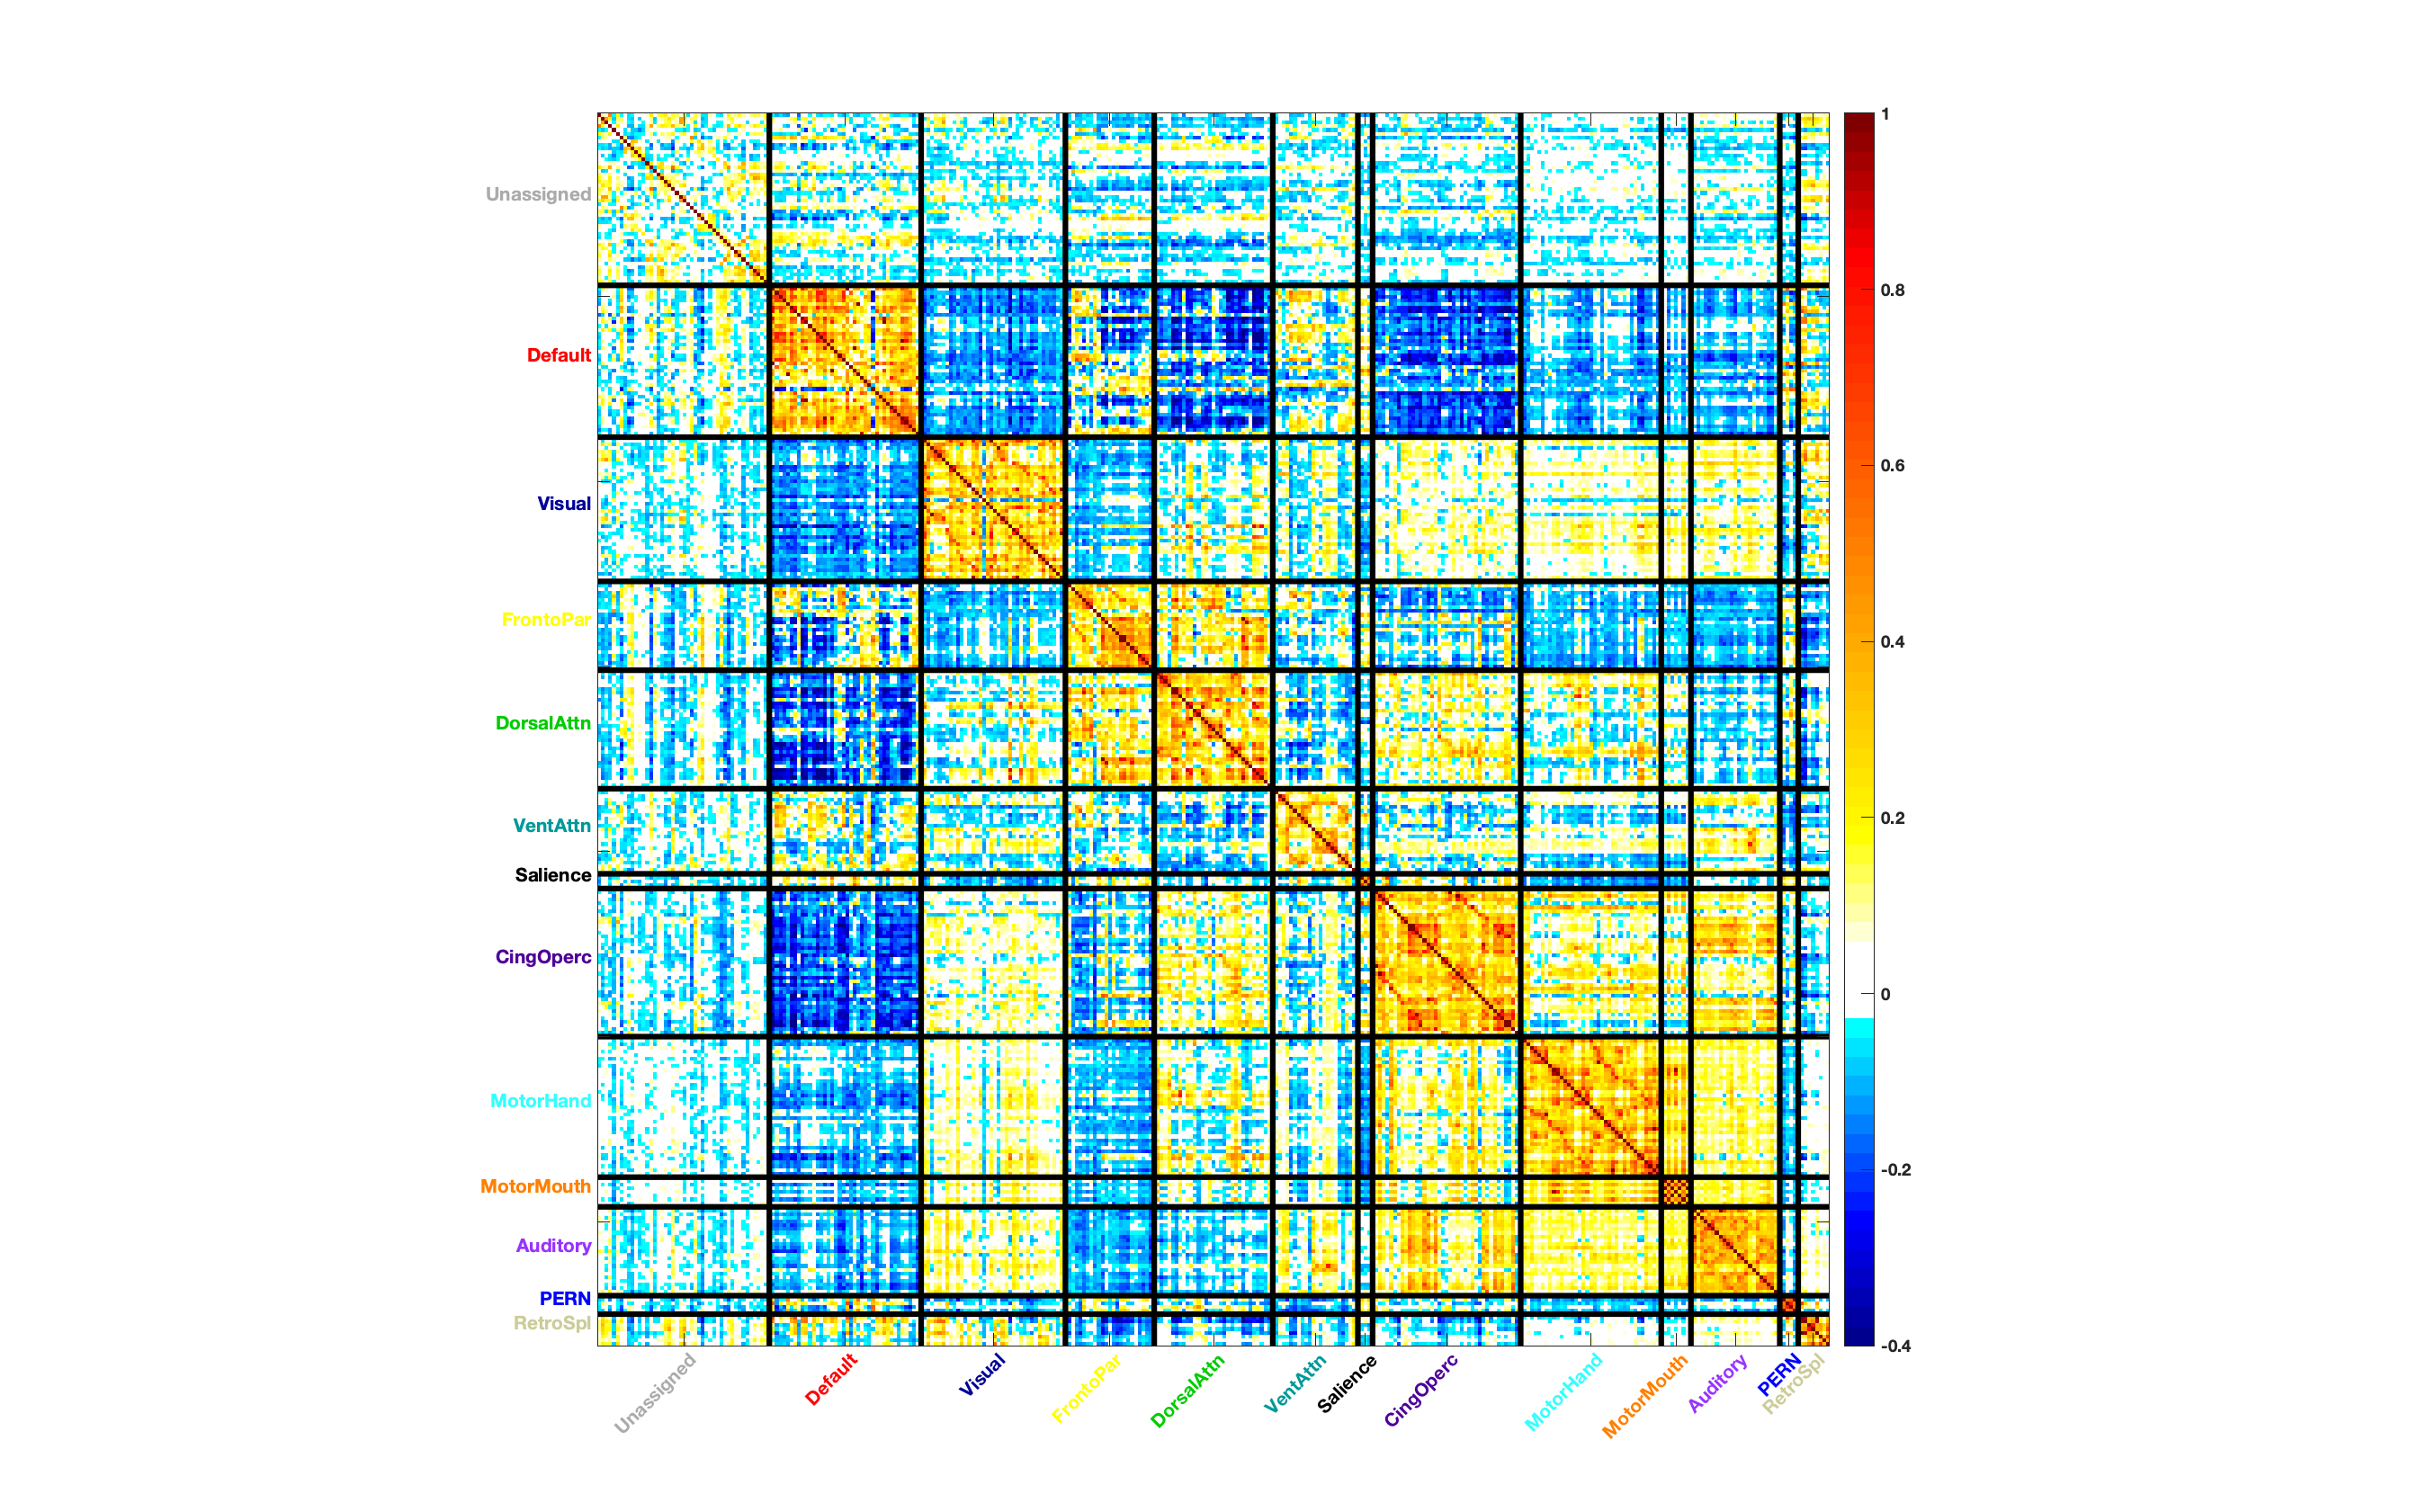 Unassigned
Default
Visual
FrontoPar
DorsalAttn
VentAttn
Salience
CingOperc
MotorHand
MotorMouth
Auditory
PERN
RetroSpl
Unassigned
Default
Visual
FrontoPar
DorsalAttn
VentAttn
Salience
CingOperc
MotorHand
MotorMouth
Auditory
PERN
RetroSpl
1
0.8
0.6
0.4
0.2
0
-0.2
-0.4